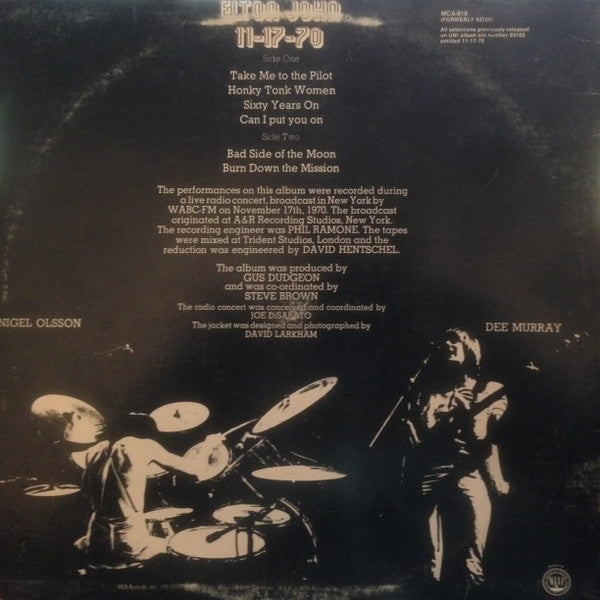 ELTON JOHN
11-17-70
MCA-819
(FORMERLY 93105)
All selections previously released
on UNI album old number 93105
entitled 11-17-70
Side One
Take Me to the Pilot
Honky Tonk Women
Sixty Years On
Can I put you on
Side Two
Bad Side of the Moon
Burn Down the Mission
The performances on this album were recorded during
a live radio concert, broadcast in New York by
WABC-FM on November 17th, 1970. The broadcast
originated at A&R Recording Studios, New York.
The recording engineer was PHIL RAMONE. The tapes
were mixed at Trident Studios, London and the
reduction was engineered by DAVID HENTSCHEL.
The album was produced by
GUS DUDGEON
and was co-ordinated by
STEVE BROWN
The radio concert was conceived and coordinated by
JOE DiSABATO
The jacket was designed and photographed by
DAVID LARKHAM
NIGEL OLSSON
DEE MURRAY
MCA Records, Inc.